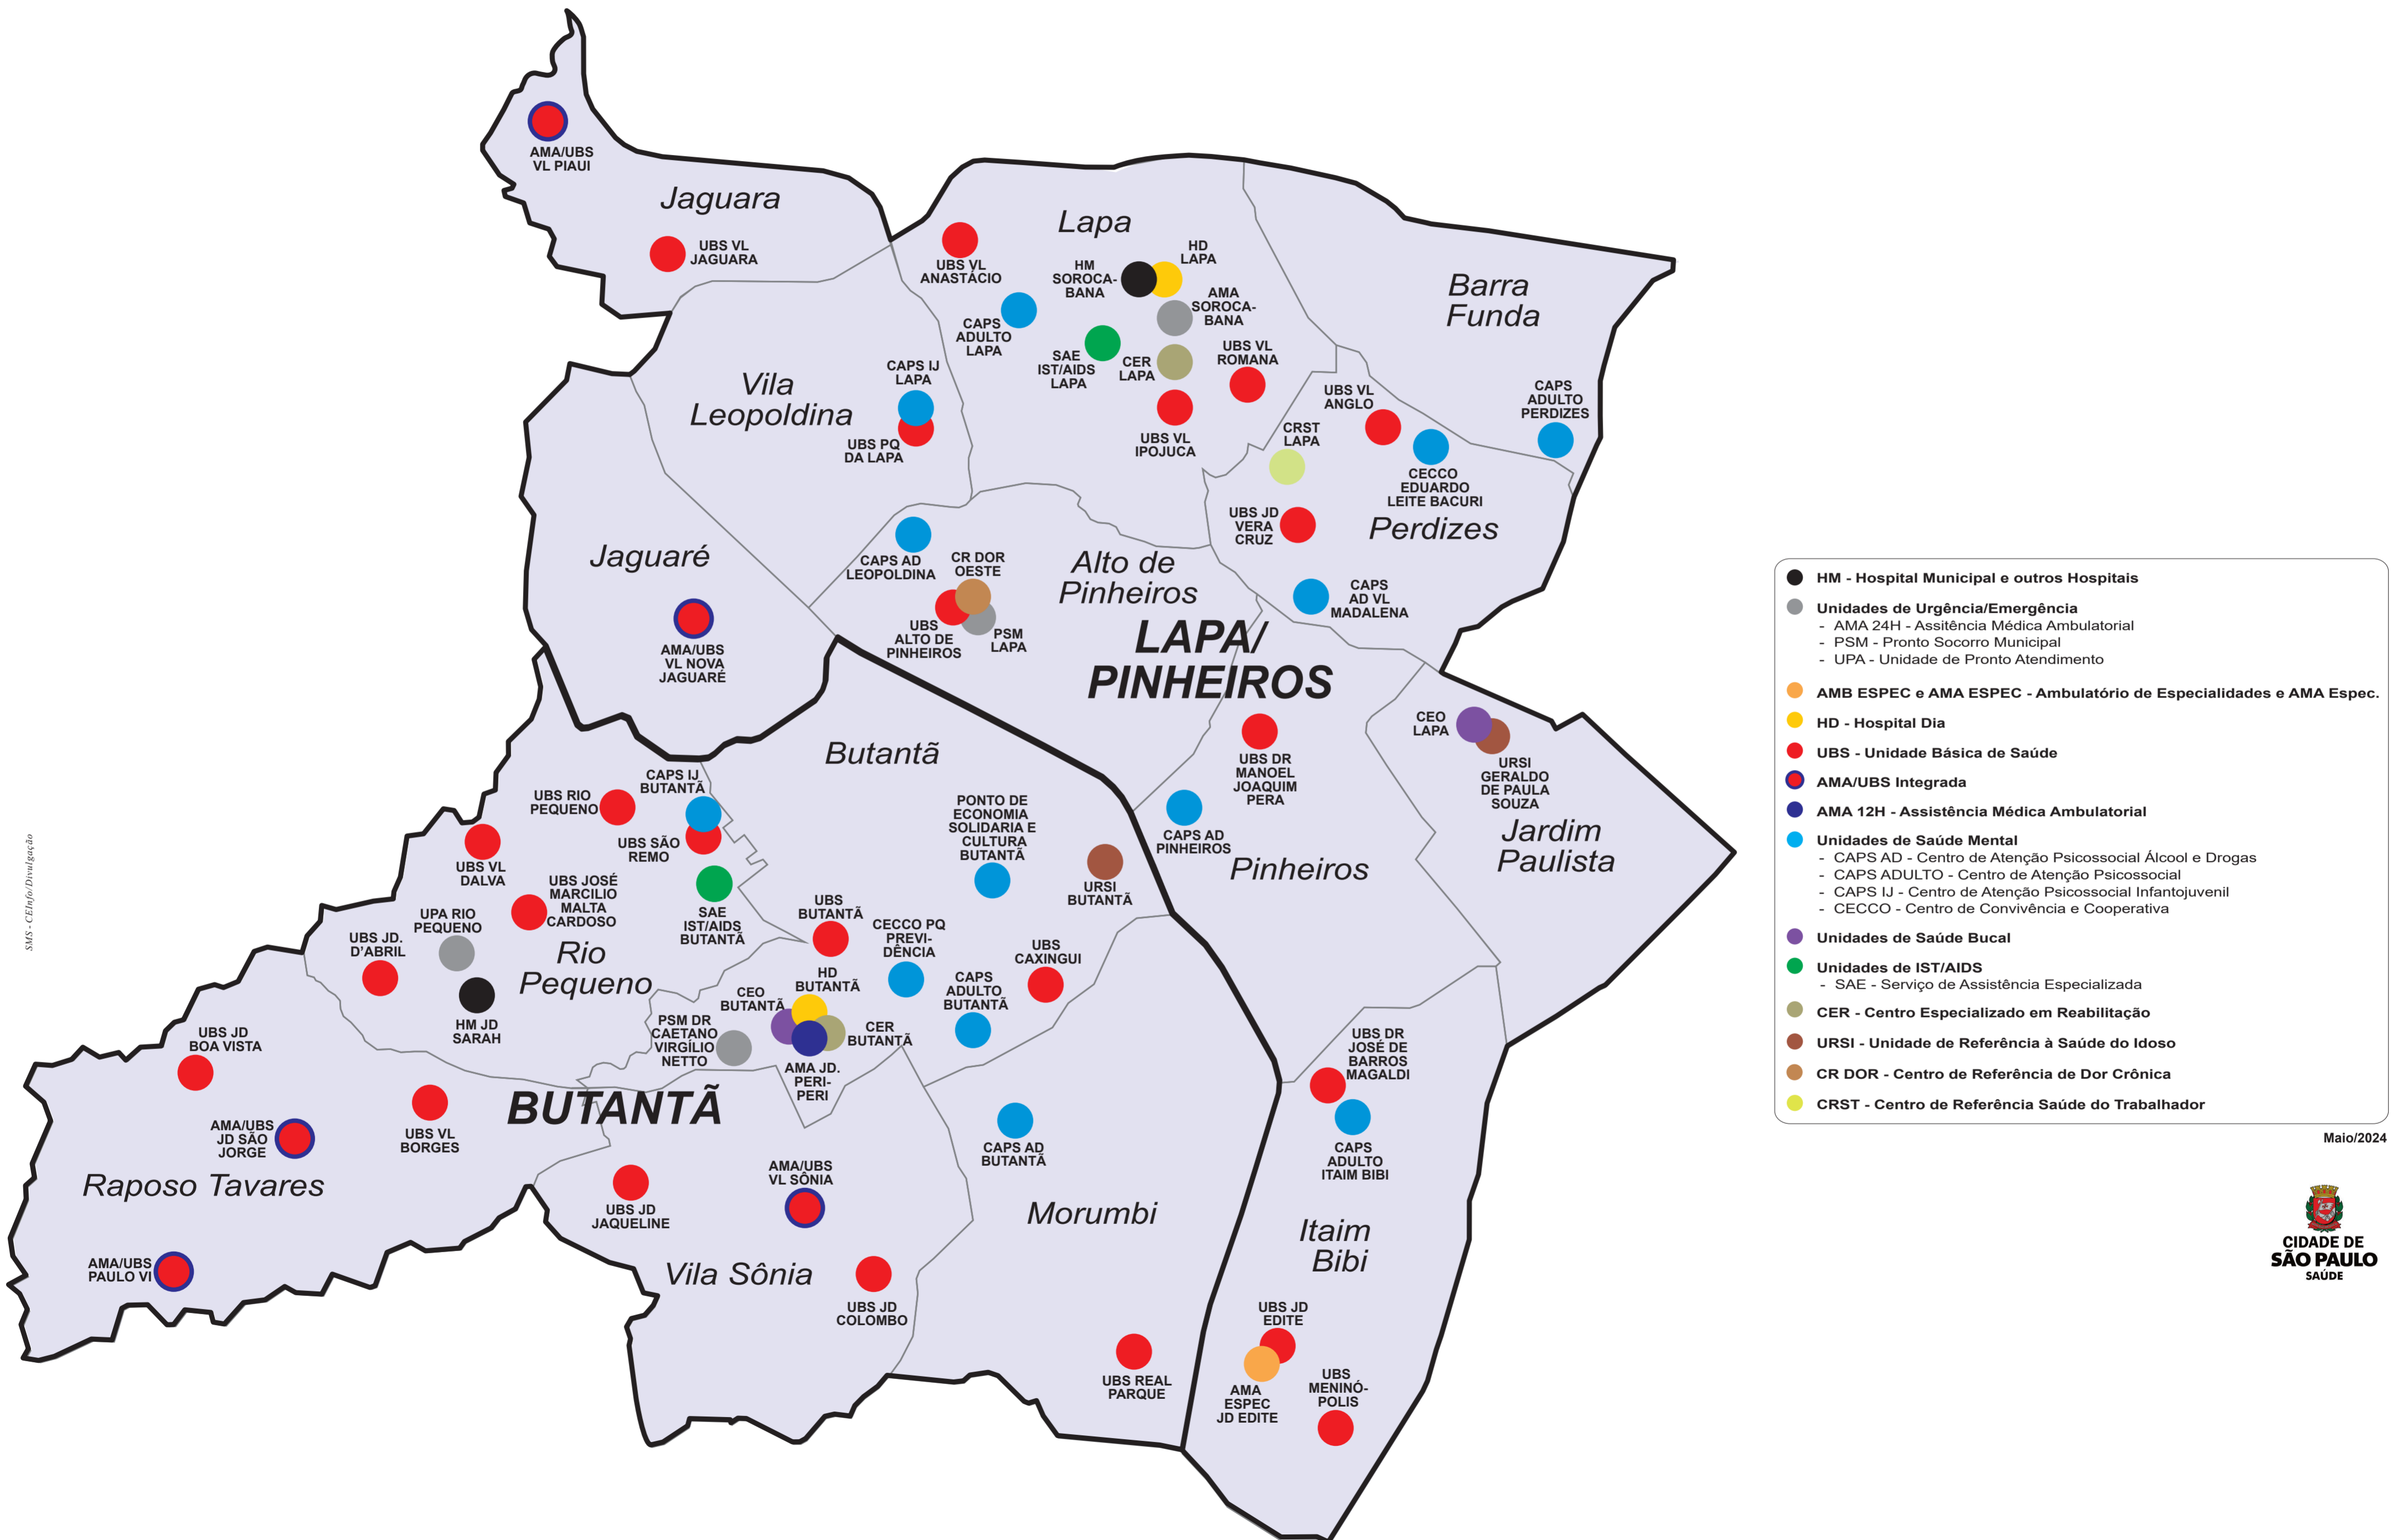 AMA/UBS
VL PIAUI
Jaguara
UBS VL
JAGUARA
Lapa
UBS VL
ANASTÁCIO
HM
SOROCA-
BANA
HD
LAPA
AMA
SOROCA-
BANA
CAPS
ADULTO
LAPA
SAE
IST/AIDS
LAPA
CER
LAPA
UBS VL
ROMANA
UBS VL
IPOJUCA
Barra
Funda
CAPS
ADULTO
PERDIZES
Vila
Leopoldina
CAPS IJ
LAPA
UBS PQ
DA LAPA
UBS VL
ANGLO
CRST
LAPA
CECCO
EDUARDO
LEITE BACURI
UBS JD
VERA
CRUZ
Perdizes
CAPS
AD VL
MADALENA
Jaguaré
AMA/UBS
VL NOVA
JAGUARÉ
CAPS AD
LEOPOLDINA
CR DOR
OESTE
UBS
ALTO DE
PINHEIROS
PSM
LAPA
Alto de
Pinheiros
LAPA/
PINHEIROS
UBS DR
MANOEL
JOAQUIM
PERA
CAPS AD
PINHEIROS
Pinheiros
CEO
LAPA
URSI
GERALDO
DE PAULA
SOUZA
Jardim
Paulista
Butantã
CAPS IJ
BUTANTÃ
UBS RIO
PEQUENO
UBS SÃO
REMO
UBS VL
DALVA
UBS JOSÉ
MARCILIO
MALTA
CARDOSO
SAE
IST/AIDS
BUTANTÃ
UPA RIO
PEQUENO
UBS JD.
D'ABRIL
HM JD
SARAH
Rio
Pequeno
PONTO DE
ECONOMIA
SOLIDARIA E
CULTURA
BUTANTÃ
URSI
BUTANTÃ
UBS
BUTANTÃ
CECCO PQ
PREVI-
DÊNCIA
UBS
CAXINGUI
CAPS
ADULTO
BUTANTÃ
HD
BUTANTÃ
CEO
BUTANTÃ
CER
BUTANTÃ
PSM DR
CAETANO
VIRGÍLIO
NETTO
AMA JD.
PERI-
PERI
BUTANTÃ
UBS JD
BOA VISTA
AMA/UBS
JD SÃO
JORGE
UBS VL
BORGES
Raposo Tavares
AMA/UBS
PAULO VI
UBS JD
JAQUELINE
AMA/UBS
VL SÔNIA
Vila Sônia
UBS JD
COLOMBO
CAPS AD
BUTANTÃ
Morumbi
UBS REAL
PARQUE
UBS DR
JOSÉ DE
BARROS
MAGALDI
CAPS
ADULTO
ITAIM BIBI
Itaim
Bibi
UBS JD
EDITE
AMA
ESPEC
JD EDITE
UBS
MENINÓ-
POLIS
SMS - CEInfo/Divulgação
HM - Hospital Municipal e outros Hospitais
Unidades de Urgência/Emergência
- AMA 24H - Assitência Médica Ambulatorial
- PSM - Pronto Socorro Municipal
- UPA - Unidade de Pronto Atendimento
AMB ESPEC e AMA ESPEC - Ambulatório de Especialidades e AMA Espec.
HD - Hospital Dia
UBS - Unidade Básica de Saúde
AMA/UBS Integrada
AMA 12H - Assistência Médica Ambulatorial
Unidades de Saúde Mental
- CAPS AD - Centro de Atenção Psicossocial Álcool e Drogas
- CAPS ADULTO - Centro de Atenção Psicossocial
- CAPS IJ - Centro de Atenção Psicossocial Infantojuvenil
- CECCO - Centro de Convivência e Cooperativa
Unidades de Saúde Bucal
Unidades de IST/AIDS
- SAE - Serviço de Assistência Especializada
CER - Centro Especializado em Reabilitação
URSI - Unidade de Referência à Saúde do Idoso
CR DOR - Centro de Referência de Dor Crônica
CRST - Centro de Referência Saúde do Trabalhador
Maio/2024
CIDADE DE
SÃO PAULO
SAÚDE